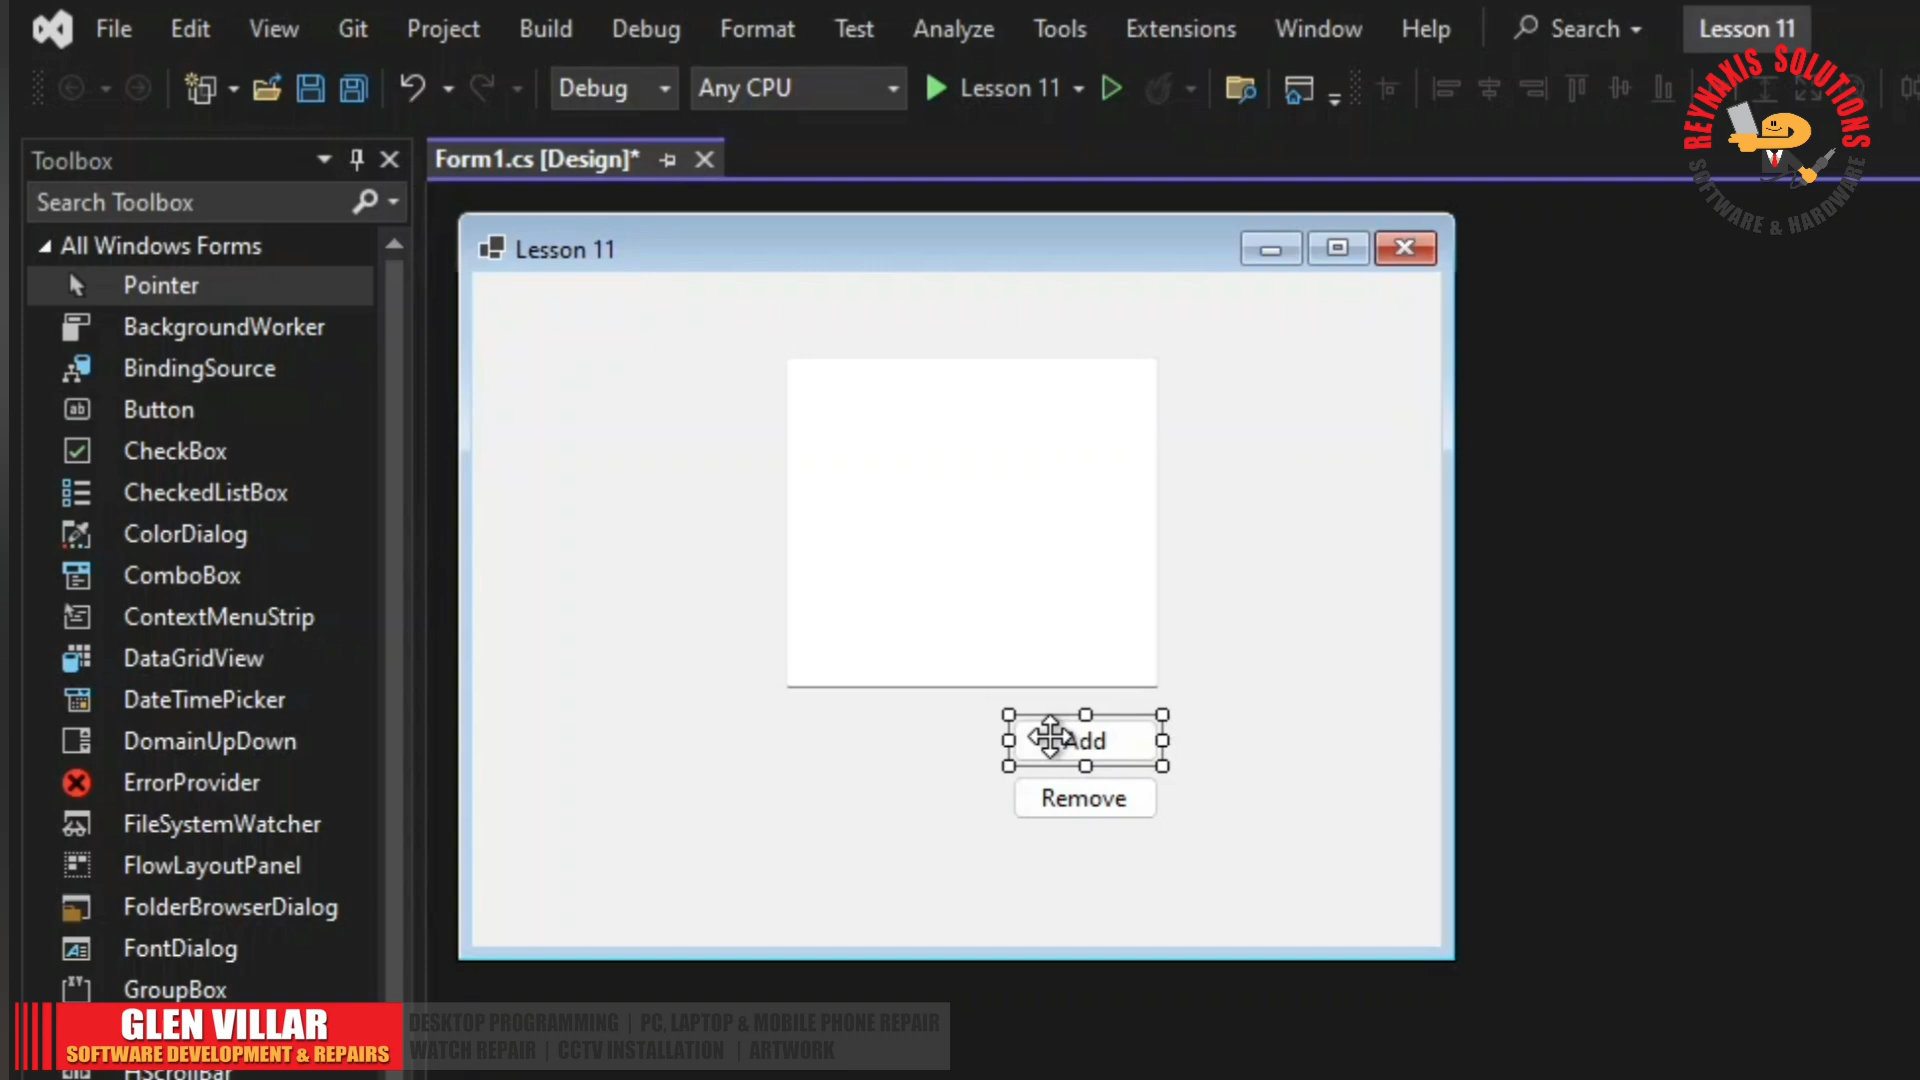 File Edit View Git Project Build Debug Format Test Analyze Tools Extensions Window Help Search Lesson 11
Debug Any CPU Lesson 11
REYNAXIS SOLUTIONS
SOFTWARE & HARDWARE
Toolbox
Form1.cs [Design]*
Search Toolbox
All Windows Forms
Pointer
BackgroundWorker
BindingSource
Button
CheckBox
CheckedListBox
ColorDialog
ComboBox
ContextMenuStrip
DataGridView
DateTimePicker
DomainUpDown
ErrorProvider
FileSystemWatcher
FlowLayoutPanel
FolderBrowserDialog
FontDialog
GroupBox
HScrollBar
Lesson 11
Add
Remove
GLEN VILLAR
SOFTWARE DEVELOPMENT & REPAIRS
DESKTOP PROGRAMMING | PC, LAPTOP & MOBILE PHONE REPAIR
WATCH REPAIR | CCTV INSTALLATION | ARTWORK